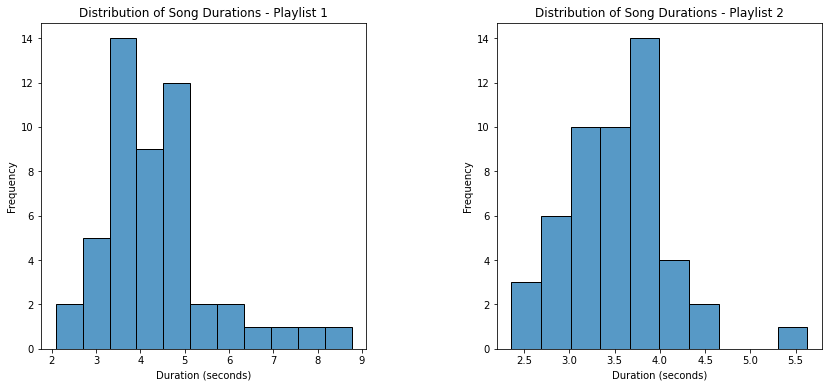 Distribution of Song Durations - Playlist 1
14
12
10
8
6
4
2
0
Frequency
2 3 4 5 6 7 8 9
Duration (seconds)
Distribution of Song Durations - Playlist 2
14
12
10
8
6
4
2
0
Frequency
2.5 3.0 3.5 4.0 4.5 5.0 5.5
Duration (seconds)